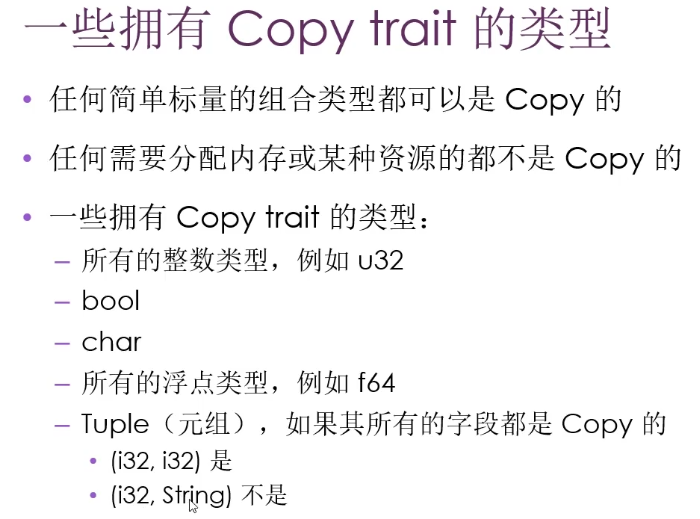 一些拥有 Copy trait 的类型
• 任何简单标量的组合类型都可以是 Copy 的
• 任何需要分配内存或某种资源的都不是 Copy 的
• 一些拥有 Copy trait 的类型：
– 所有的整数类型，例如 u32
– bool
– char
– 所有的浮点类型，例如 f64
– Tuple（元组），如果其所有的字段都是 Copy 的
• (i32, i32) 是
• (i32, String) 不是